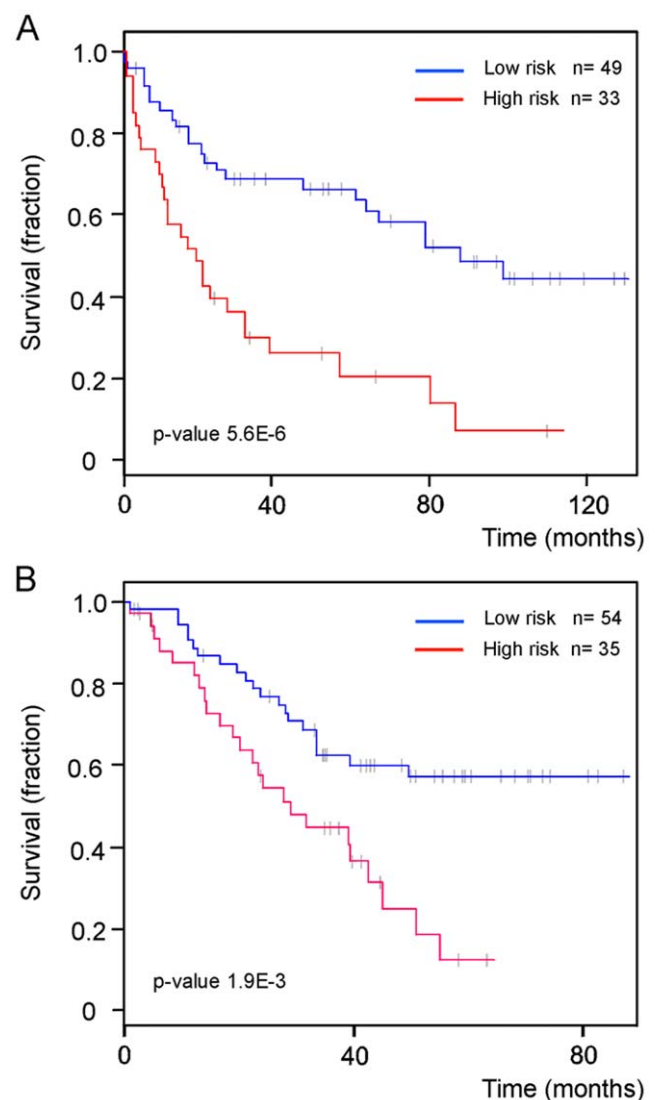 A
1.0
0.8
0.6
0.4
0.2
0
Survival (fraction)
Low risk n= 49
High risk n= 33
p-value 5.6E-6
0 40 80 120
Time (months)
B
1.0
0.8
0.6
0.4
0.2
0
Survival (fraction)
Low risk n= 54
High risk n= 35
p-value 1.9E-3
0 40 80
Time (months)